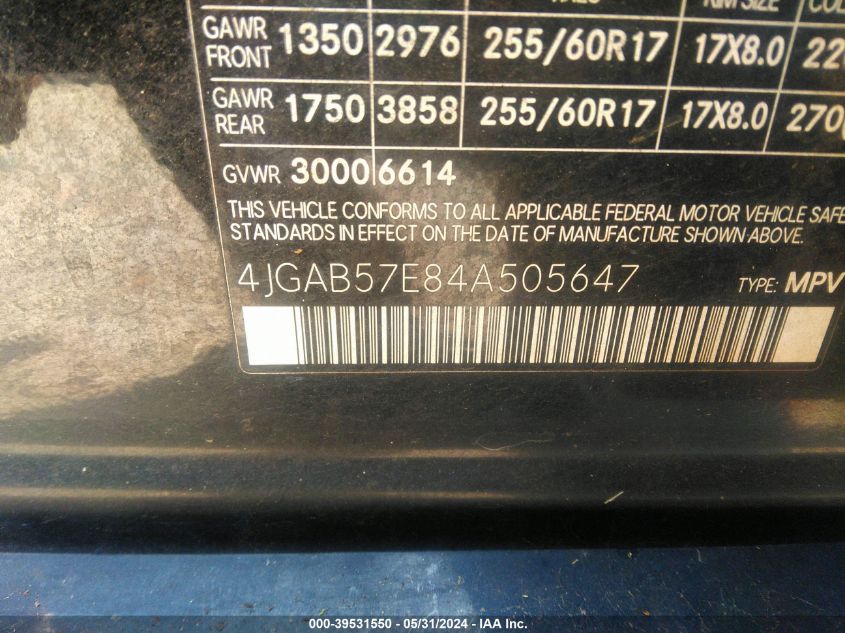 GAWR FRONT 1350 2976 255/60R17 17X8.0
GAWR REAR 1750 3858 255/60R17 17X8.0
GVWR 3000 6614
THIS VEHICLE CONFORMS TO ALL APPLICABLE FEDERAL MOTOR VEHICLE SAFE
STANDARDS IN EFFECT ON THE DATE OF MANUFACTURE SHOWN ABOVE.
4JGAB57E84A505647 TYPE: MPV
000-39531550 - 05/31/2024 - IAA Inc.